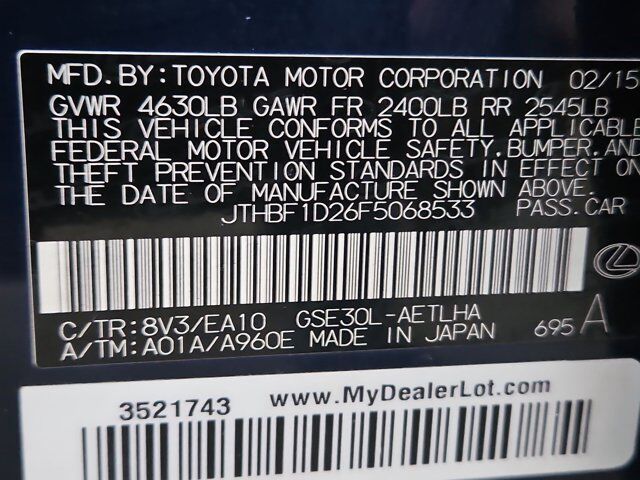 MFD. BY: TOYOTA MOTOR CORPORATION 02/15
GVWR 4630LB GAWR FR 2400LB RR 2545LB
THIS VEHICLE CONFORMS TO ALL APPLICABLE
FEDERAL MOTOR VEHICLE SAFETY, BUMPER, AND
THEFT PREVENTION STANDARDS IN EFFECT ON
THE DATE OF MANUFACTURE SHOWN ABOVE.
JTHBF1D26F5068533 PASS. CAR
C/TR: 8V3/EA10 GSE30L-AETLHA
A/TM: A01A/A960E MADE IN JAPAN 695 A
3521743 www.MyDealerLot.com